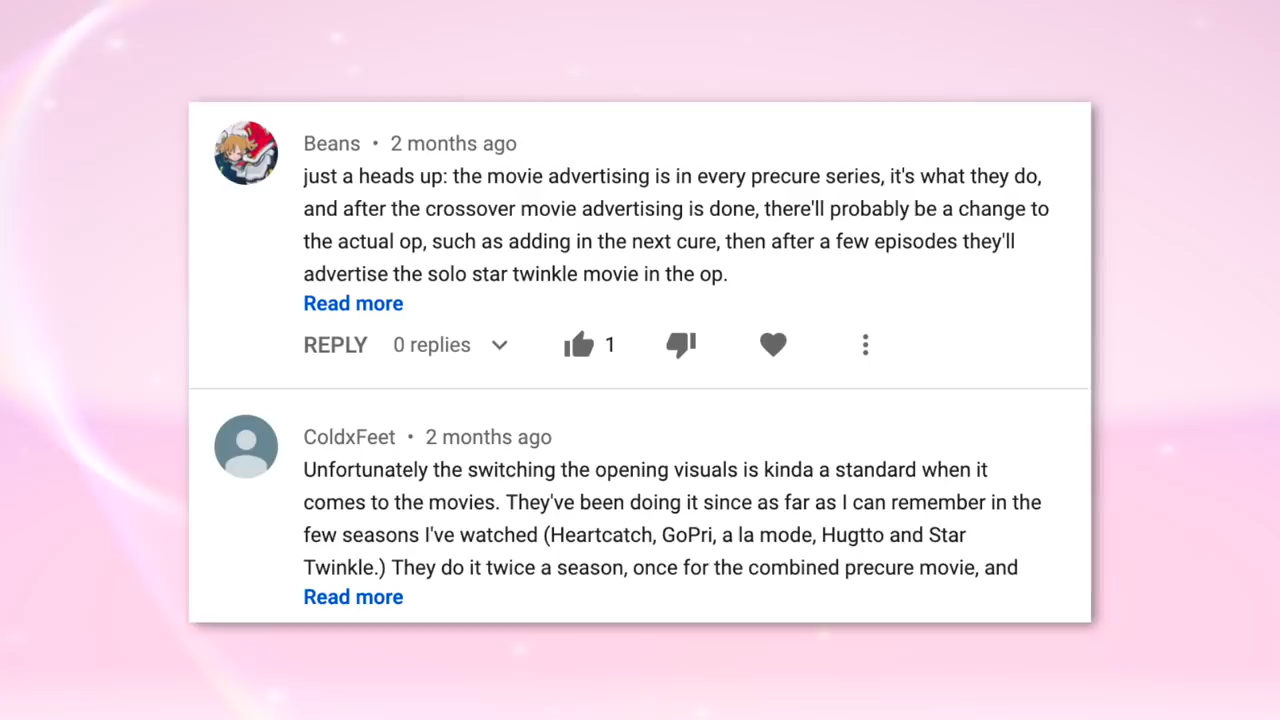 Beans • 2 months ago
just a heads up: the movie advertising is in every precure series, it's what they do,
and after the crossover movie advertising is done, there'll probably be a change to
the actual op, such as adding in the next cure, then after a few episodes they'll
advertise the solo star twinkle movie in the op.
Read more
REPLY 0 replies 1
ColdxFeet • 2 months ago
Unfortunately the switching the opening visuals is kinda a standard when it
comes to the movies. They've been doing it since as far as I can remember in the
few seasons I've watched (Heartcatch, GoPri, a la mode, Hugtto and Star
Twinkle.) They do it twice a season, once for the combined precure movie, and
Read more